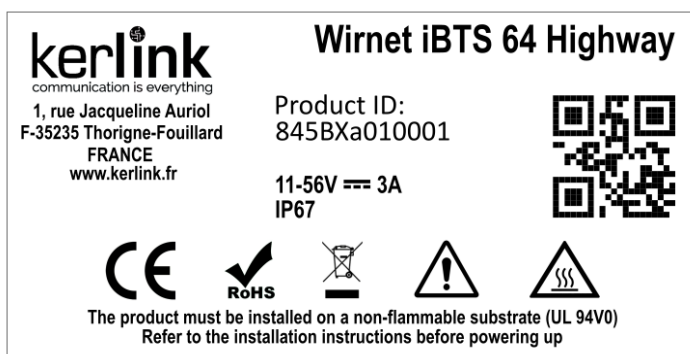 kerlink
communication is everything
1, rue Jacqueline Auriol
F-35235 Thorigne-Fouillard
FRANCE
www.kerlink.fr
Wirnet iBTS 64 Highway
Product ID:
845BXa010001
11-56V ⎓ 3A
IP67
CE
RoHS
The product must be installed on a non-flammable substrate (UL 94V0)
Refer to the installation instructions before powering up